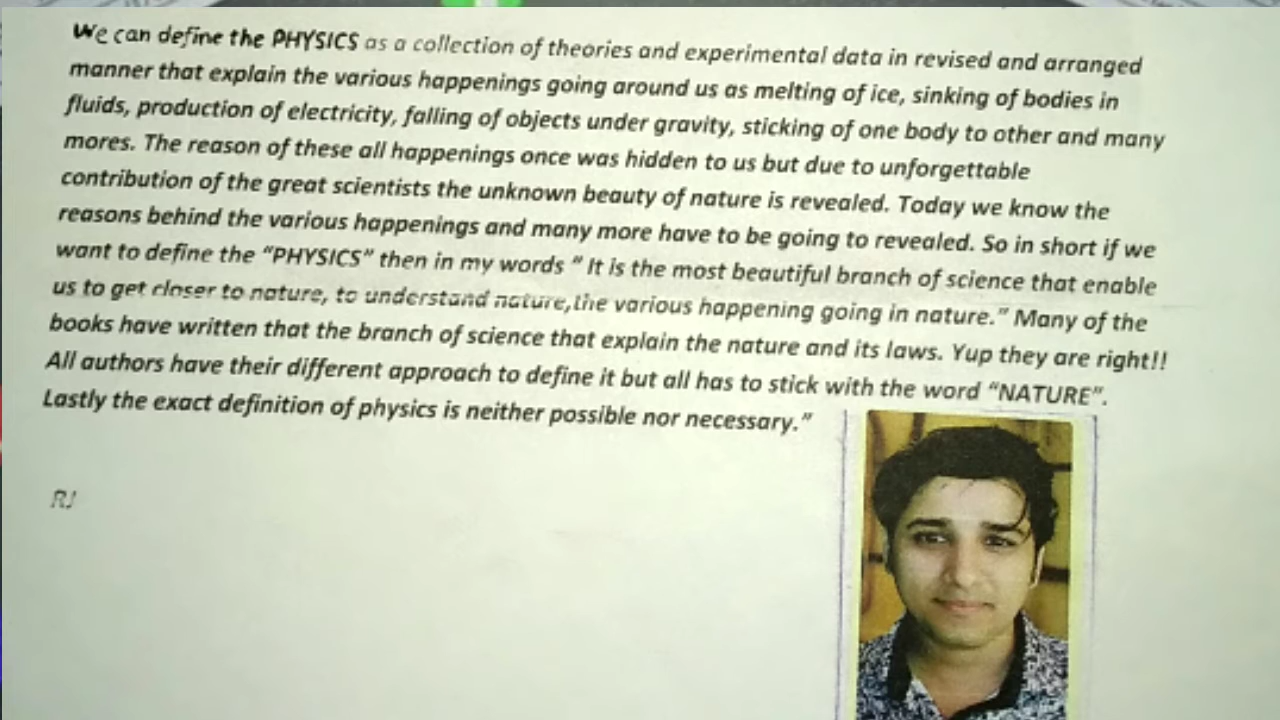 We can define the PHYSICS as a collection of theories and experimental data in revised and arranged
manner that explain the various happenings going around us as melting of ice, sinking of bodies in
fluids, production of electricity, falling of objects under gravity, sticking of one body to other and many
mores. The reason of these all happenings once was hidden to us but due to unforgettable
contribution of the great scientists the unknown beauty of nature is revealed. Today we know the
reasons behind the various happenings and many more have to be going to revealed. So in short if we
want to define the “PHYSICS” then in my words “ It is the most beautiful branch of science that enable
us to get closer to nature, to understand nature,the various happening going in nature.” Many of the
books have written that the branch of science that explain the nature and its laws. Yup they are right!!
All authors have their different approach to define it but all has to stick with the word “NATURE”.
Lastly the exact definition of physics is neither possible nor necessary.”
RJ